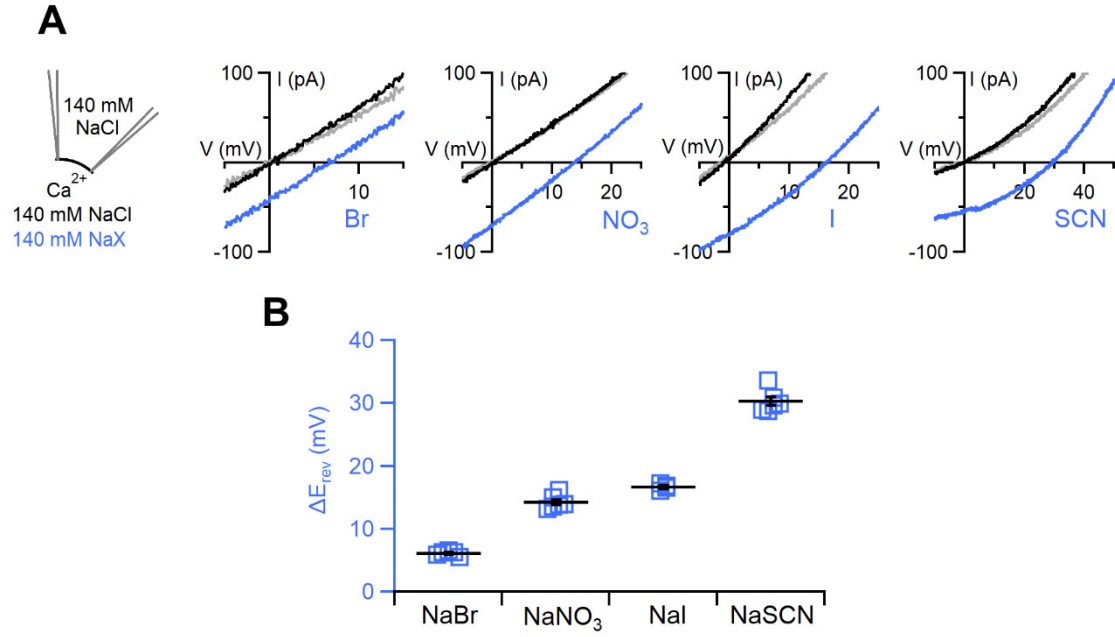 A
140 mM
NaCl
Ca²⁺
140 mM NaCl
140 mM NaX
100
I (pA)
V (mV)
10
Br
-100
100
I (pA)
V (mV)
10
20
NO₃
-100
100
I (pA)
V (mV)
10
20
I
-100
100
I (pA)
V (mV)
20
40
SCN
-100
B
40
30
20
10
0
ΔE_rev (mV)
NaBr
NaNO₃
NaI
NaSCN